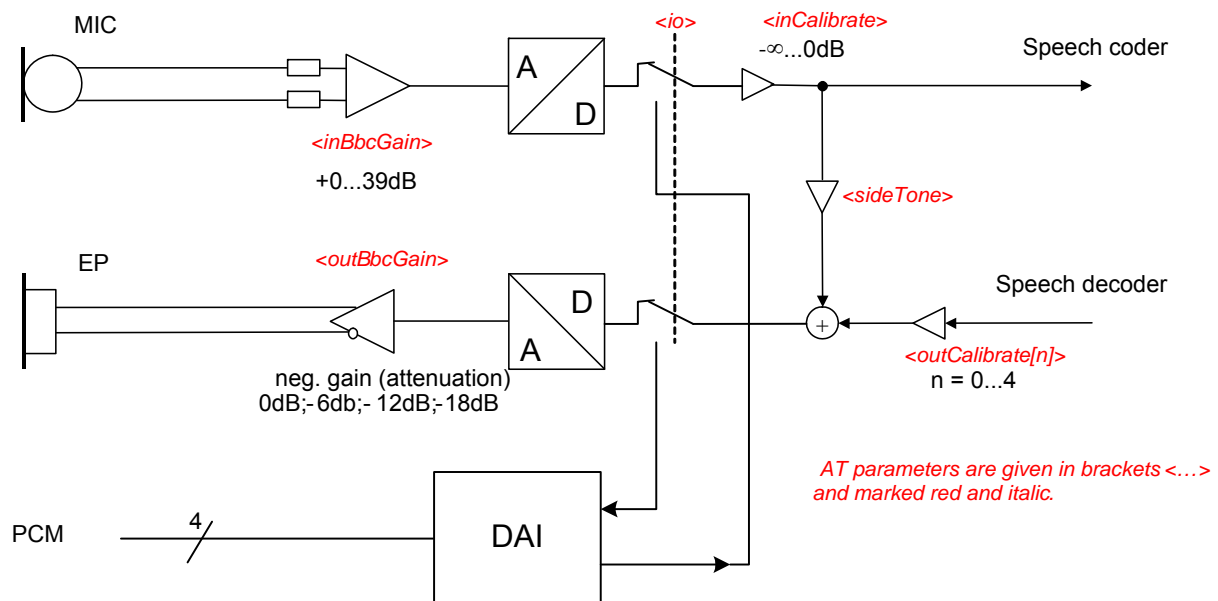 MIC
<io>
<inCalibrate>
-∞...0dB
Speech coder
A
D
<inBbcGain>
+0...39dB
<sideTone>
EP
<outBbcGain>
D
A
Speech decoder
+
<outCalibrate[n]>
n = 0...4
neg. gain (attenuation)
0dB;-6db;- 12dB;-18dB
AT parameters are given in brackets <...>
and marked red and italic.
PCM
4
DAI